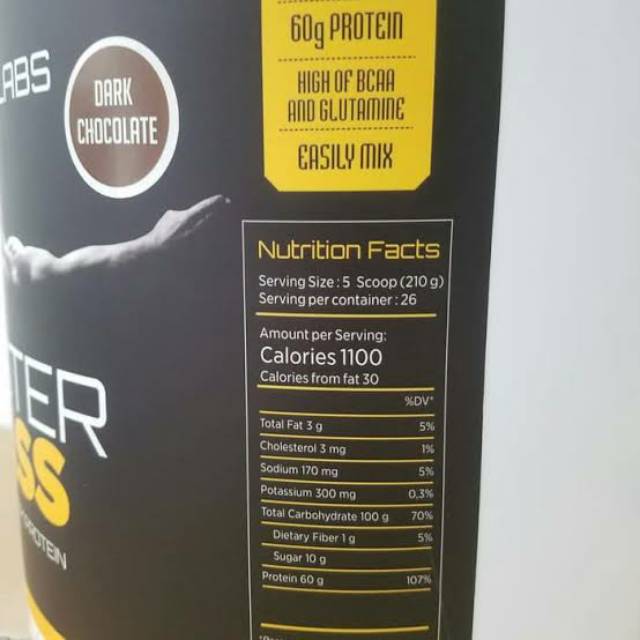 ABS
DARK
CHOCOLATE
60g PROTEIN
HIGH OF BCAA
AND GLUTAMINE
EASILY MIX
Nutrition Facts
Serving Size : 5 Scoop (210 g)
Serving per container : 26
Amount per Serving:
Calories 1100
Calories from fat 30
%DV*
Total Fat 3 g 5%
Cholesterol 3 mg 1%
Sodium 170 mg 5%
Potassium 300 mg 0,3%
Total Carbohydrate 100 g 70%
Dietary Fiber 1 g 5%
Sugar 10 g
Protein 60 g 107%
TER
SS
PROTEIN